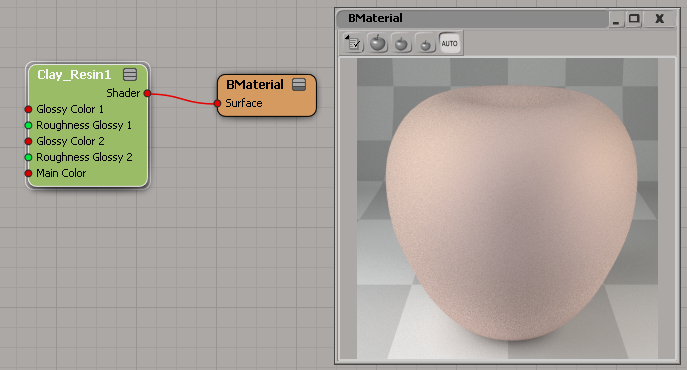 BMaterial
AUTO
Clay_Resin1
Shader
Glossy Color 1
Roughness Glossy 1
Glossy Color 2
Roughness Glossy 2
Main Color
BMaterial
Surface